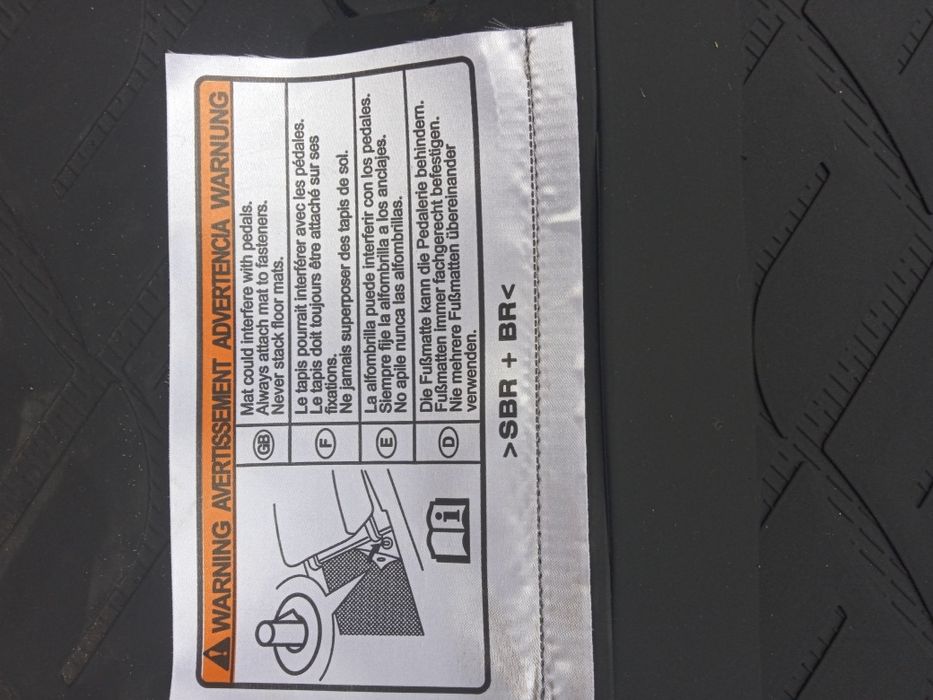 WARNING AVERTISSEMENT ADVERTENCIA WARNUNG
GB
Mat could interfere with pedals.
Always attach mat to fasteners.
Never stack floor mats.
F
Le tapis pourrait interférer avec les pédales.
Le tapis doit toujours être attaché sur ses
fixations.
Ne jamais superposer des tapis de sol.
E
La alfombrilla puede interferir con los pedales.
Siempre fije la alfombrilla a los anclajes.
No apile nunca las alfombrillas.
D
Die Fußmatte kann die Pedalerie behindern.
Fußmatten immer fachgerecht befestigen.
Nie mehrere Fußmatten übereinander
verwenden.
i
>SBR + BR<